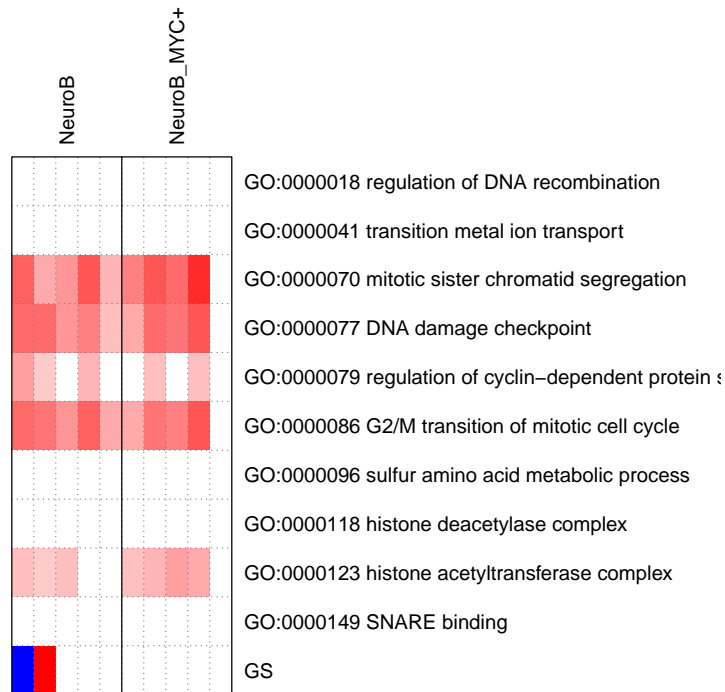 NeuroB
NeuroB_MYC+
GO:0000018 regulation of DNA recombination
GO:0000041 transition metal ion transport
GO:0000070 mitotic sister chromatid segregation
GO:0000077 DNA damage checkpoint
GO:0000079 regulation of cyclin−dependent protein s
GO:0000086 G2/M transition of mitotic cell cycle
GO:0000096 sulfur amino acid metabolic process
GO:0000118 histone deacetylase complex
GO:0000123 histone acetyltransferase complex
GO:0000149 SNARE binding
GS